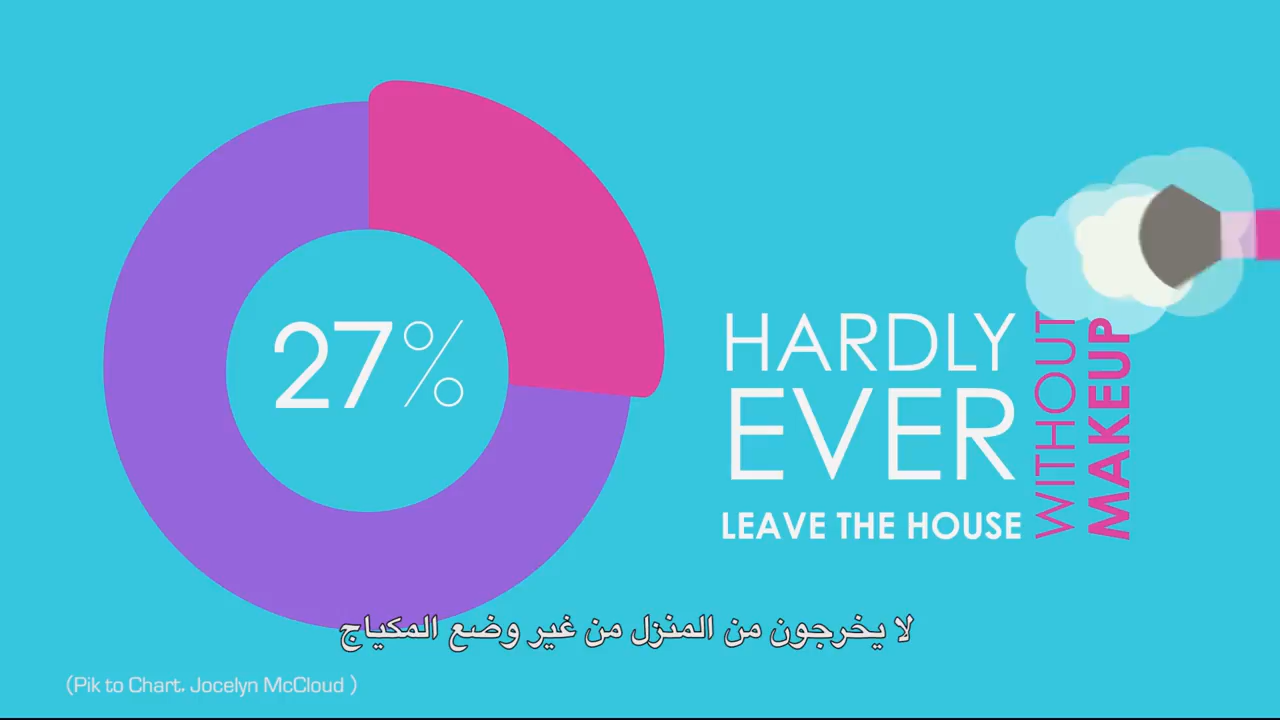 27%
HARDLY
EVER
LEAVE THE HOUSE
WITHOUT
MAKEUP
لا يخرجون من المنزل من غير وضع المكياج
(Pik to Chart. Jocelyn McCloud )